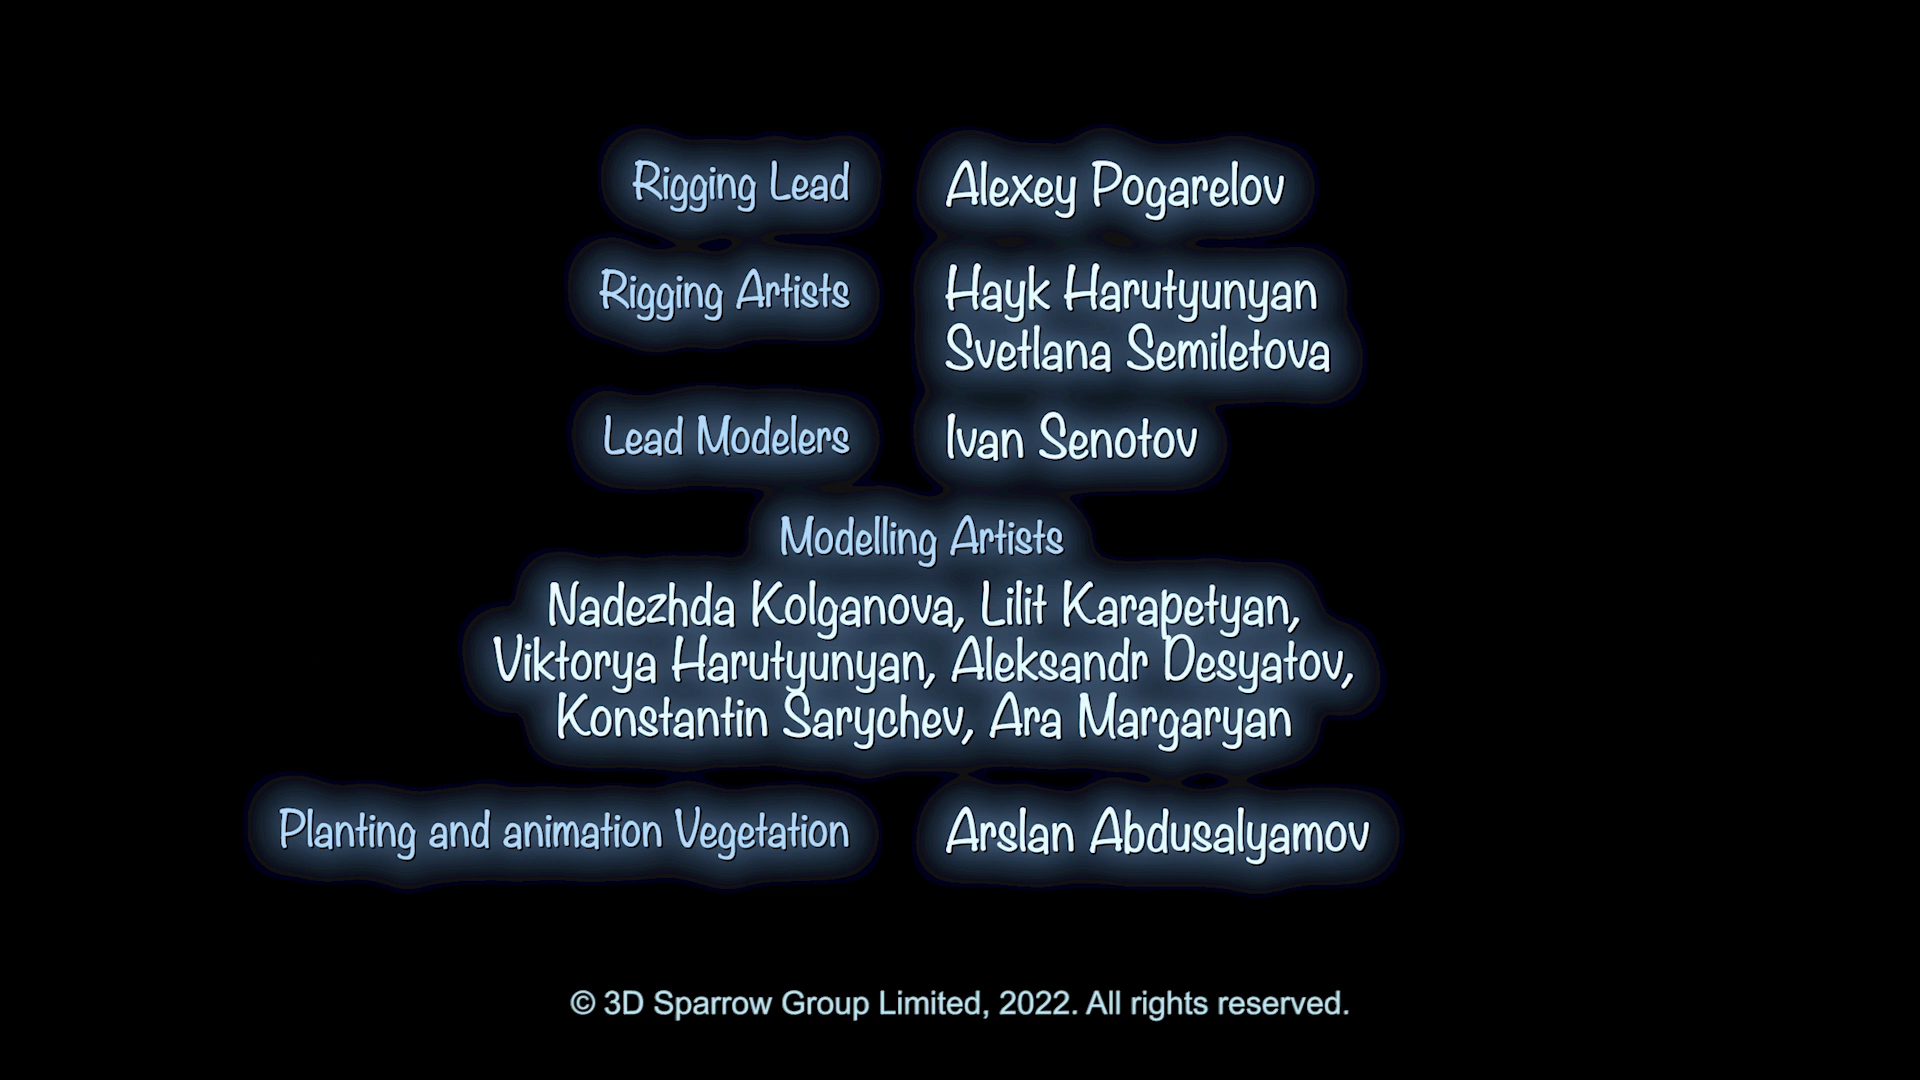 Rigging Lead Alexey Pogarelov
Rigging Artists Hayk Harutyunyan
Svetlana Semiletova
Lead Modelers Ivan Senotov
Modelling Artists
Nadezhda Kolganova, Lilit Karapetyan,
Viktorya Harutyunyan, Aleksandr Desyatov,
Konstantin Sarychev, Ara Margaryan
Planting and animation Vegetation Arslan Abdusalyamov
© 3D Sparrow Group Limited, 2022. All rights reserved.